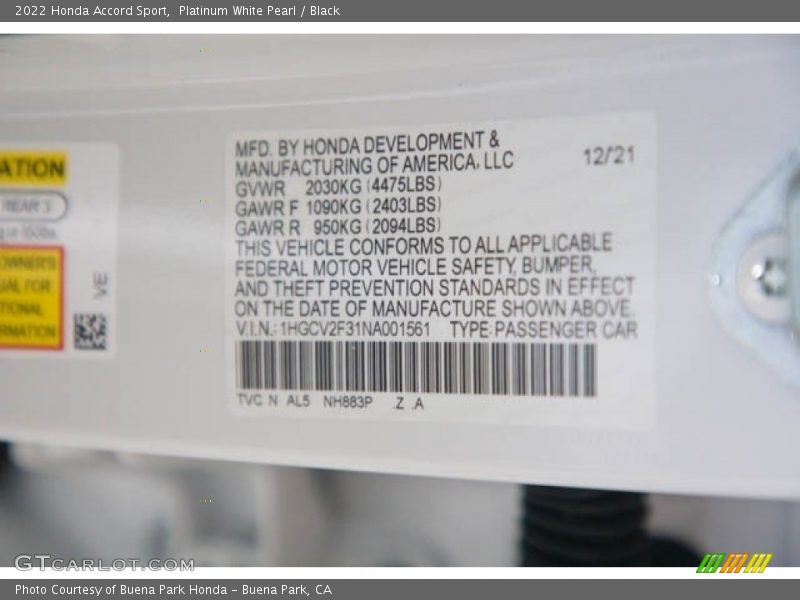 2022 Honda Accord Sport,  Platinum White Pearl / Black
MFD. BY HONDA DEVELOPMENT &
MANUFACTURING OF AMERICA, LLC
12/21
GVWR 2030KG (4475LBS)
GAWR F 1090KG (2403LBS)
GAWR R 950KG (2094LBS)
THIS VEHICLE CONFORMS TO ALL APPLICABLE
FEDERAL MOTOR VEHICLE SAFETY, BUMPER,
AND THEFT PREVENTION STANDARDS IN EFFECT
ON THE DATE OF MANUFACTURE SHOWN ABOVE.
V.I.N.: 1HGCV2F31NA001561 TYPE: PASSENGER CAR
TVC N AL5 NH883P .Z .A
ATION
REAR 3
OWNER'S
UAL FOR
TIONAL
RMATION
VE
GTCARLOT.COM
Photo Courtesy of Buena Park Honda - Buena Park, CA